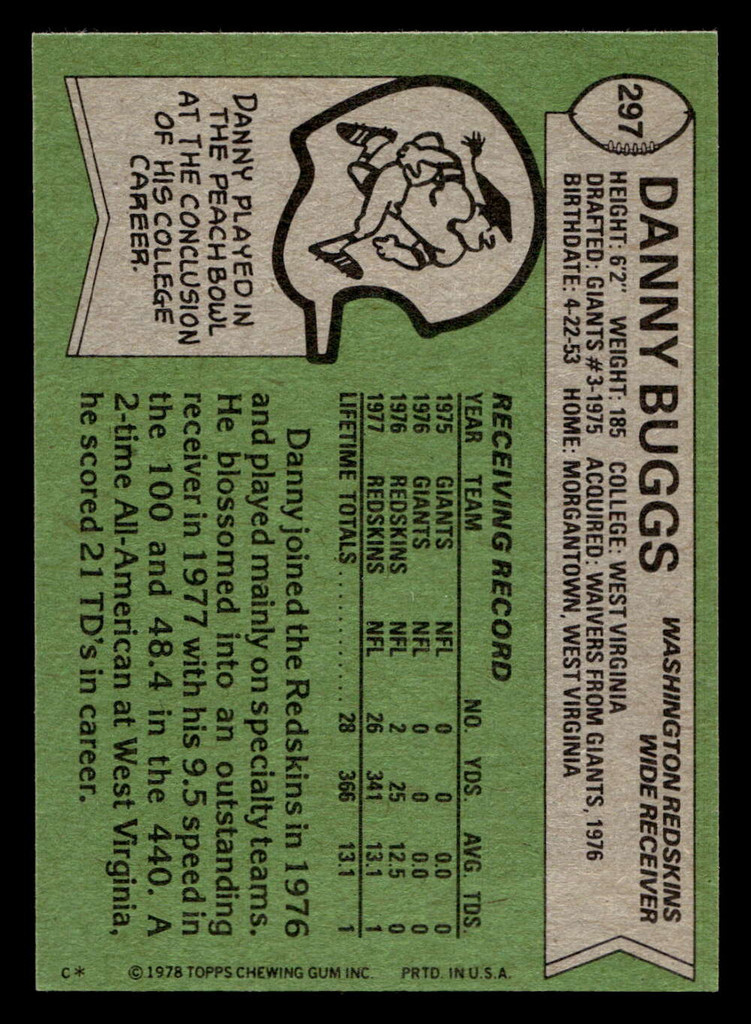 297
DANNY BUGGS
WASHINGTON REDSKINS
WIDE RECEIVER
HEIGHT: 6'2" WEIGHT: 185 COLLEGE: WEST VIRGINIA
DRAFTED: GIANTS #3-1975 ACQUIRED: WAIVERS FROM GIANTS, 1976
BIRTHDATE: 4-22-53 HOME: MORGANTOWN, WEST VIRGINIA
DANNY PLAYED IN
THE PEACH BOWL
AT THE CONCLUSION
OF HIS COLLEGE
CAREER.
RECEIVING RECORD
YEAR TEAM NO. YDS. AVG. TDS.
1975 GIANTS NFL 0 0 0.0 0
1976 GIANTS NFL 0 0 0.0 0
1976 REDSKINS NFL 2 25 12.5 0
1977 REDSKINS NFL 26 341 13.1 1
LIFETIME TOTALS............... 28 366 13.1 1
Danny joined the Redskins in 1976
and played mainly on specialty teams.
He blossomed into an outstanding
receiver in 1977 with his 9.5 speed in
the 100 and 48.4 in the 440. A
2-time All-American at West Virginia,
he scored 21 TD's in career.
C* ©1978 TOPPS CHEWING GUM INC. PRTD. IN U.S.A.